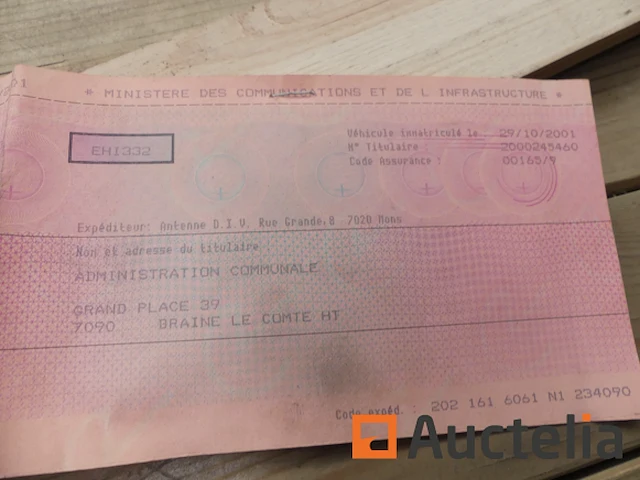 * MINISTERE DES COMMUNICATIONS ET DE L INFRASTRUCTURE *
EH1332
Véhicule immatriculé le. 29/10/2001
N° Titulaire : 2000245460
Code Assurance : 00165/9
Expéditeur: Antenne D.I.V. Rue Grande,8 7020 Mons
Nom et adresse du titulaire :
ADMINISTRATION COMMUNALE
GRAND PLACE 39
7090 BRAINE LE COMTE HT
Code expéd. : 202 161 6061 N1 234090
Auctelia